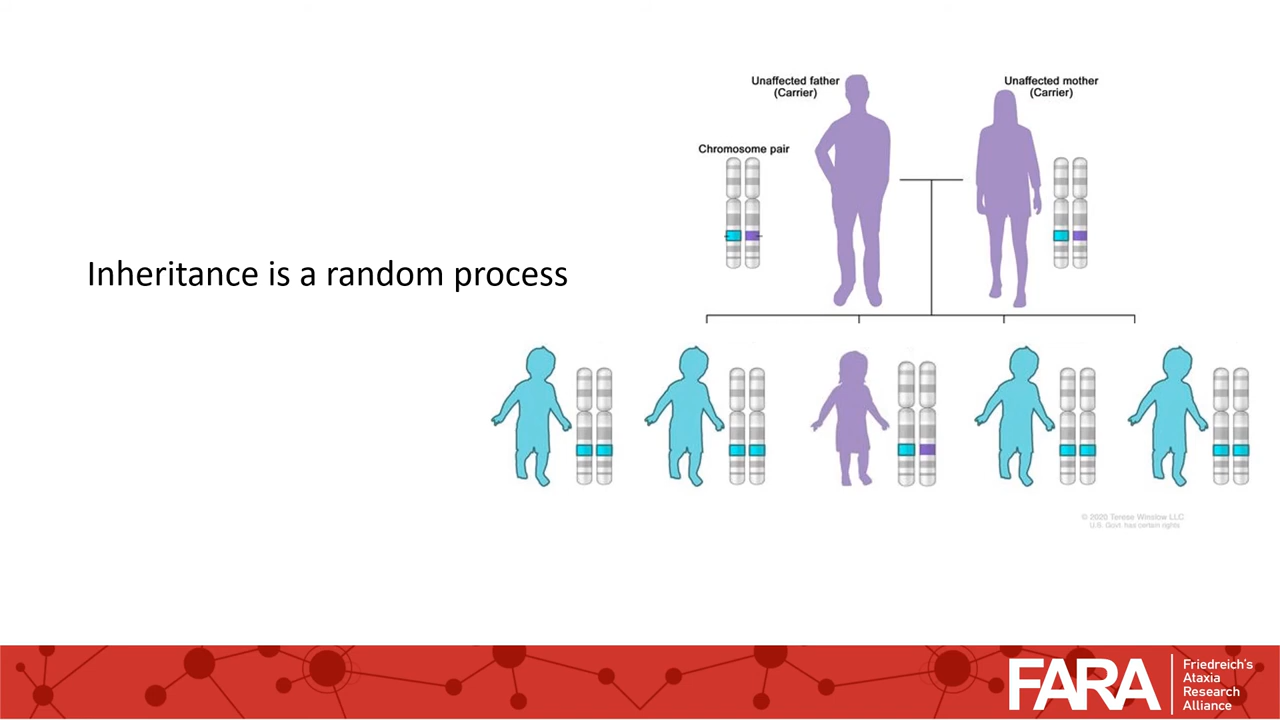 Unaffected father
(Carrier)
Unaffected mother
(Carrier)
Chromosome pair
Inheritance is a random process
© 2020 Terese Winslow LLC
U.S. Govt. has certain rights
FARA
Friedreich's
Ataxia
Research
Alliance